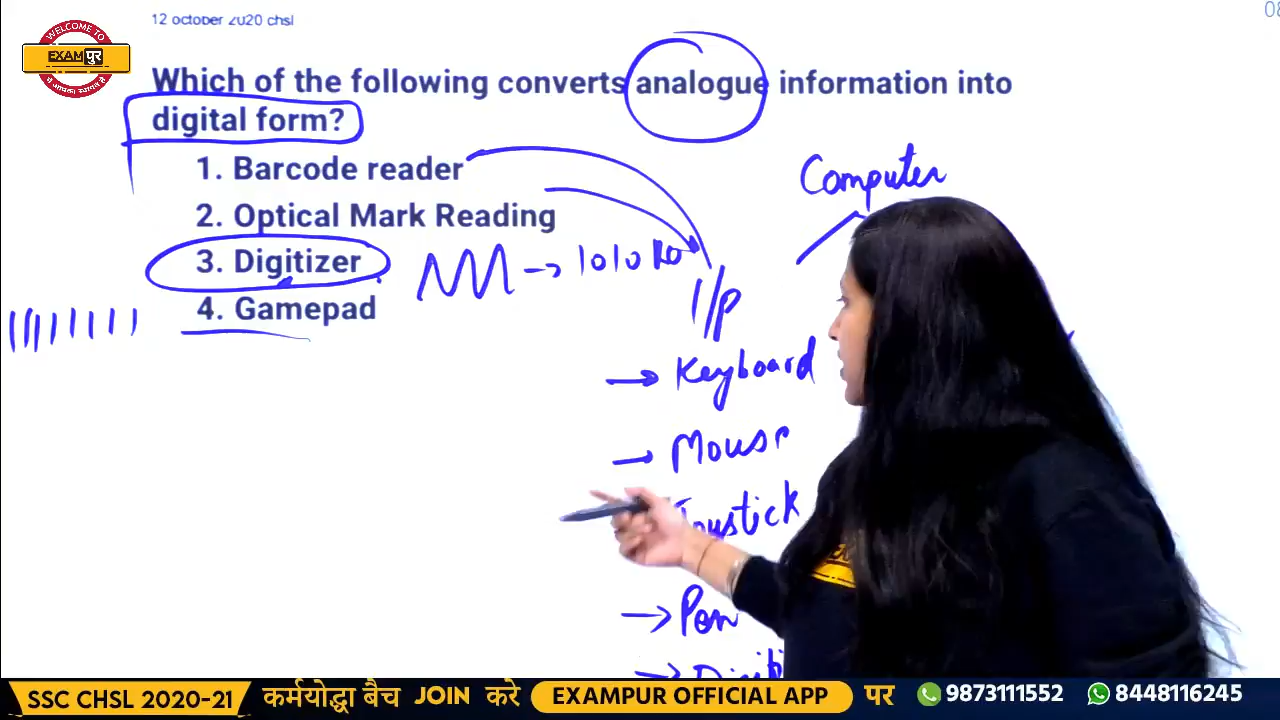 12 october 2020 chsl
08
WELCOME TO
EXAMपुर
Which of the following converts analogue information into
digital form?
1. Barcode reader
2. Optical Mark Reading
3. Digitizer
4. Gamepad
Computer
I/p
→ Keyboard
→ Mouse
Joystick
→ Pen
SSC CHSL 2020-21 कर्मयोद्धा बैच JOIN करे EXAMPUR OFFICIAL APP पर 9873111552 8448116245